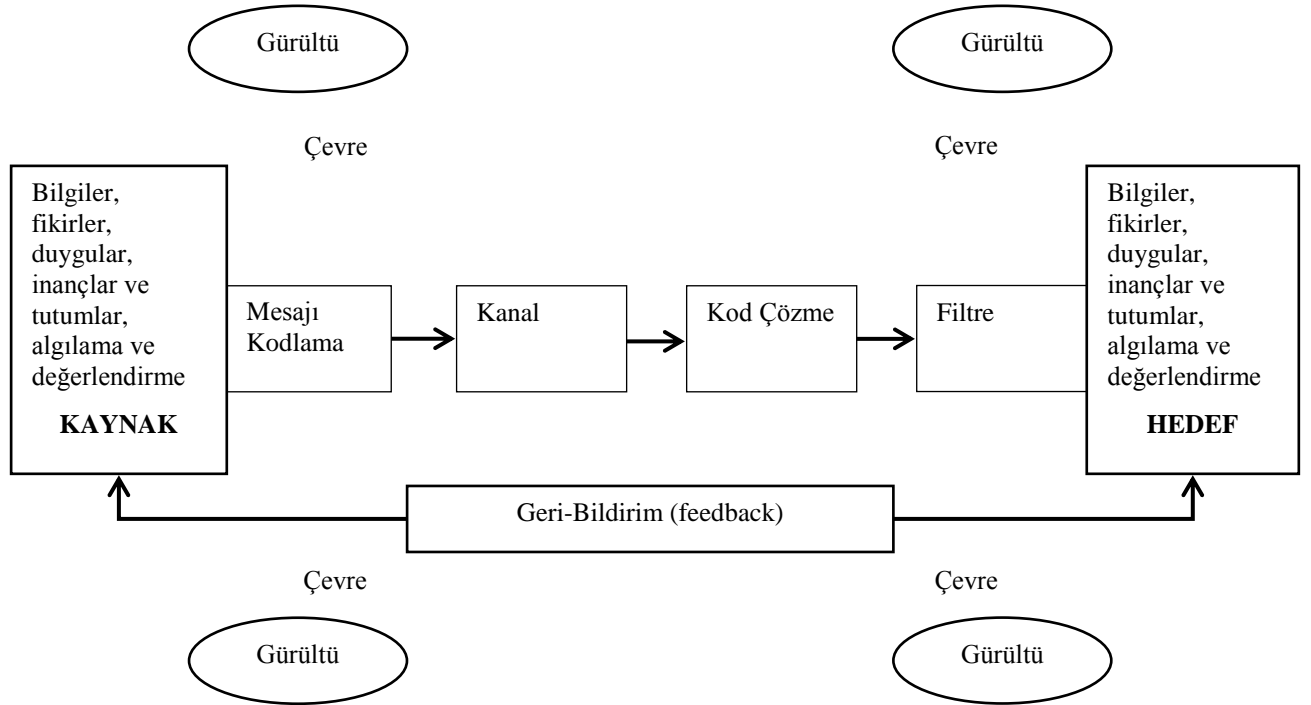 Gürültü
Gürültü
Çevre
Çevre
Bilgiler,
fikirler,
duygular,
inançlar ve
tutumlar,
algılama ve
değerlendirme
KAYNAK
Mesajı
Kodlama
Kanal
Kod Çözme
Filtre
Bilgiler,
fikirler,
duygular,
inançlar ve
tutumlar,
algılama ve
değerlendirme
HEDEF
Geri-Bildirim (feedback)
Çevre
Çevre
Gürültü
Gürültü